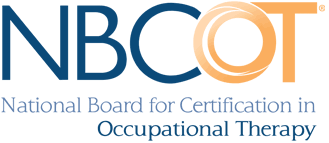 NBCOT®
National Board for Certification in
Occupational Therapy